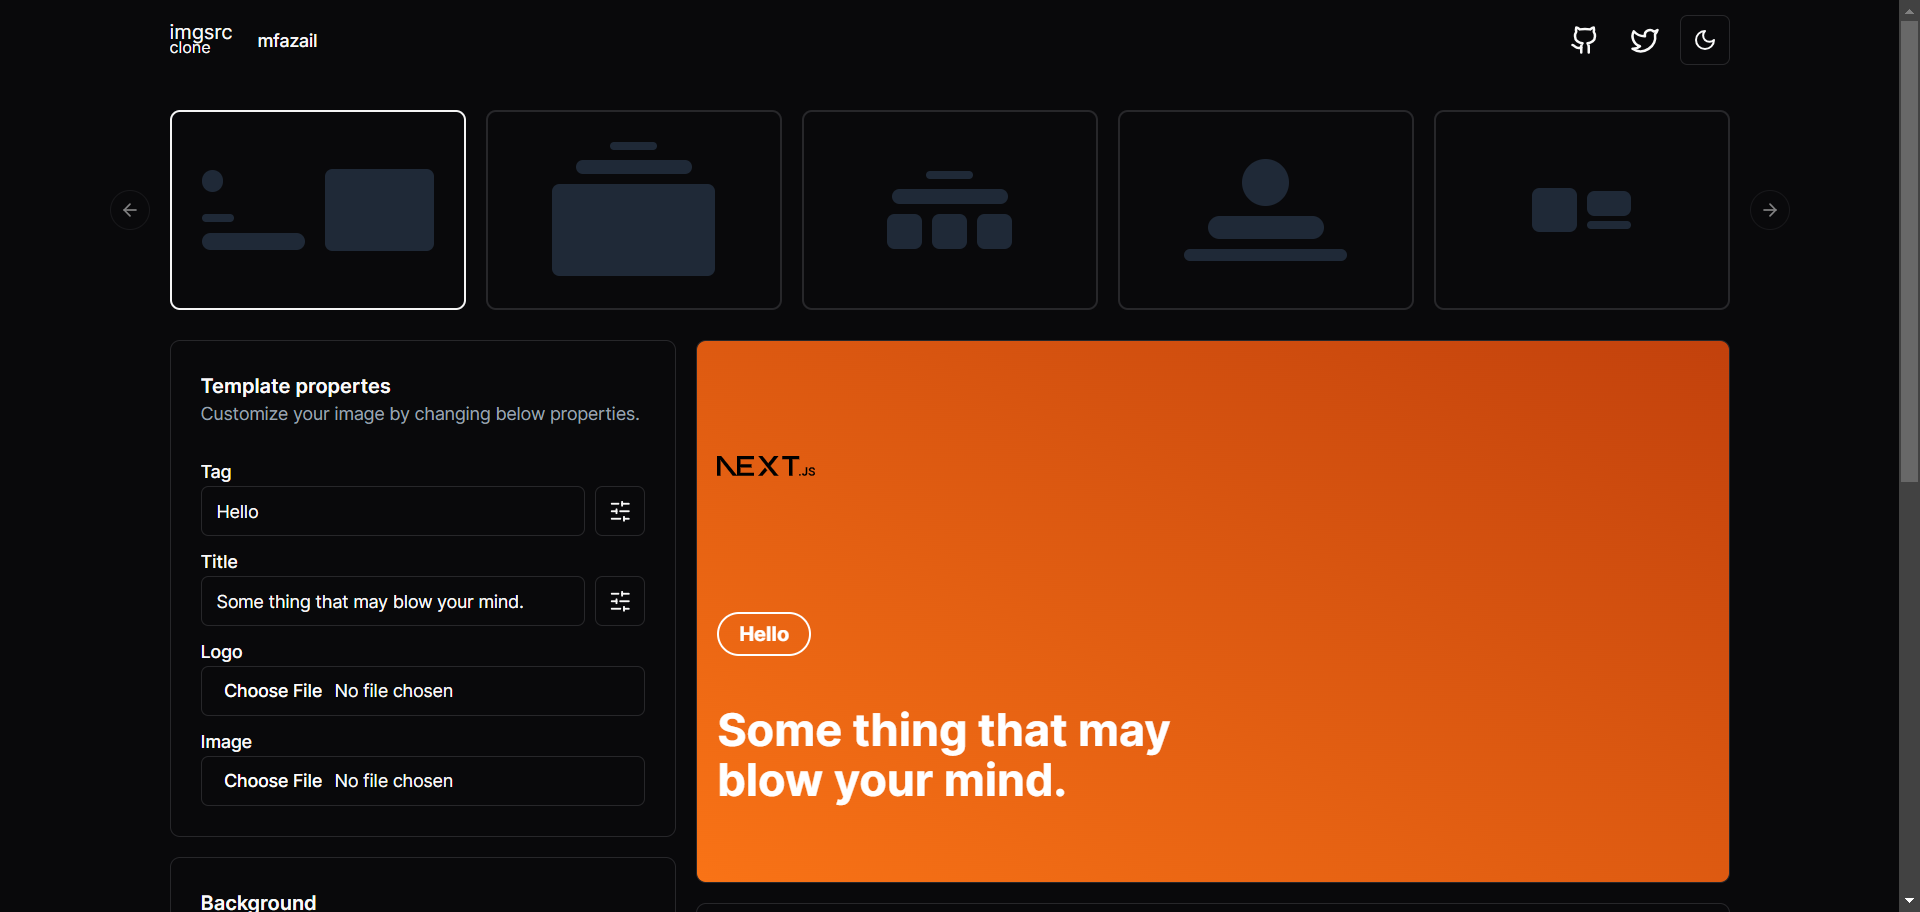 imgsrc
clone
mfazail
Template propertes
Customize your image by changing below properties.
Tag
Hello
Title
Some thing that may blow your mind.
Logo
Choose File No file chosen
Image
Choose File No file chosen
Background
NEXT.JS
Hello
Some thing that may
blow your mind.